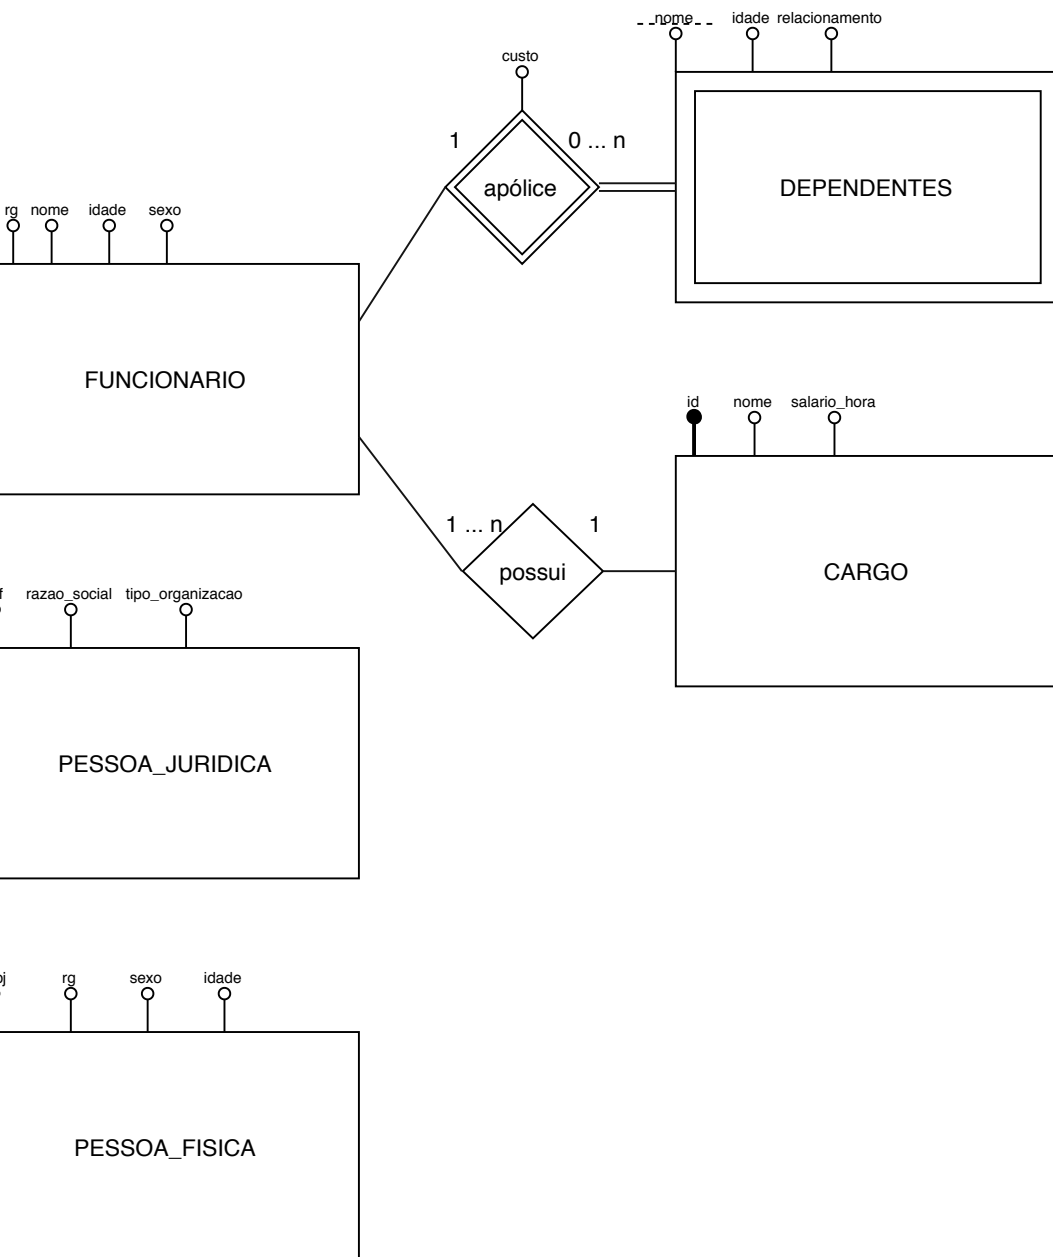 nome idade relacionamento
custo
1 0 ... n
apólice
DEPENDENTES
rg nome idade sexo
FUNCIONARIO
id nome salario_hora
1 ... n 1
possui
CARGO
razao_social tipo_organizacao
PESSOA_JURIDICA
rg sexo idade
PESSOA_FISICA